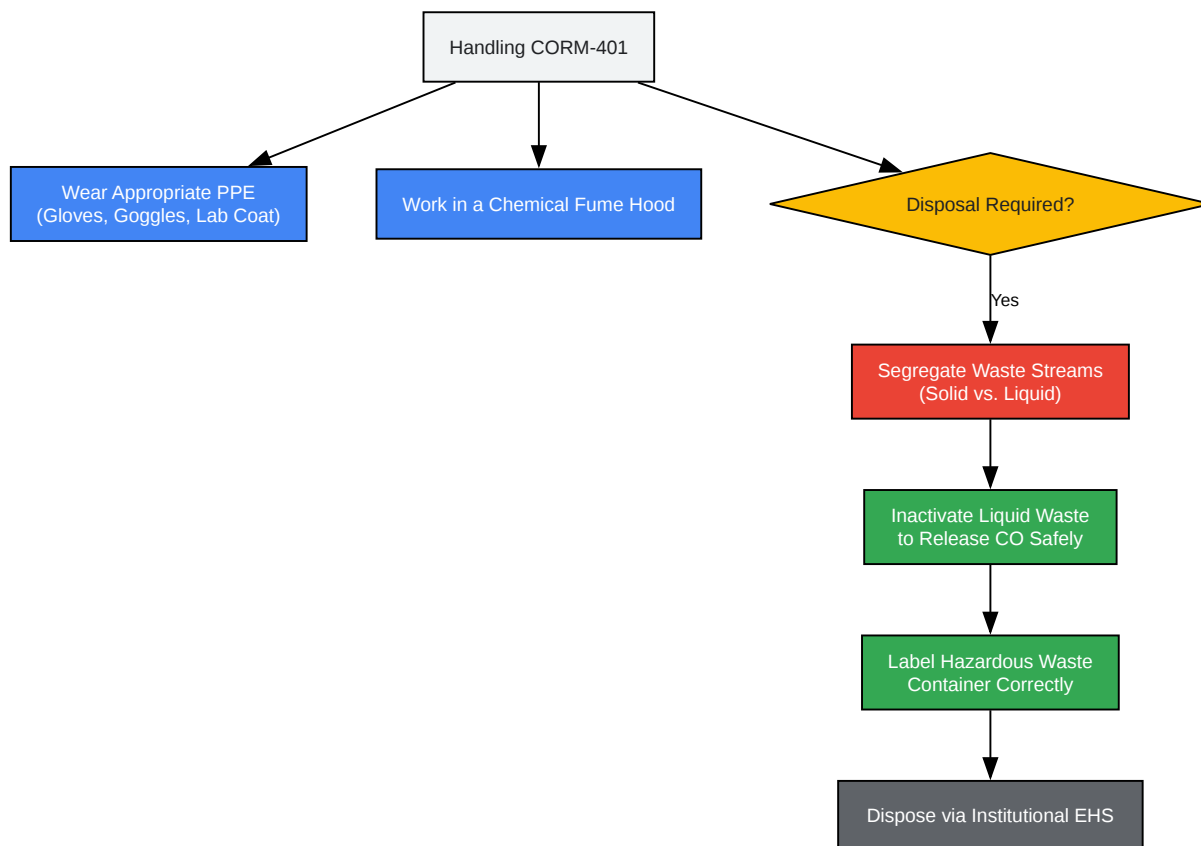 Handling CORM-401
Wear Appropriate PPE
(Gloves, Goggles, Lab Coat)
Work in a Chemical Fume Hood
Disposal Required?
Yes
Segregate Waste Streams
(Solid vs. Liquid)
Inactivate Liquid Waste
to Release CO Safely
Label Hazardous Waste
Container Correctly
Dispose via Institutional EHS